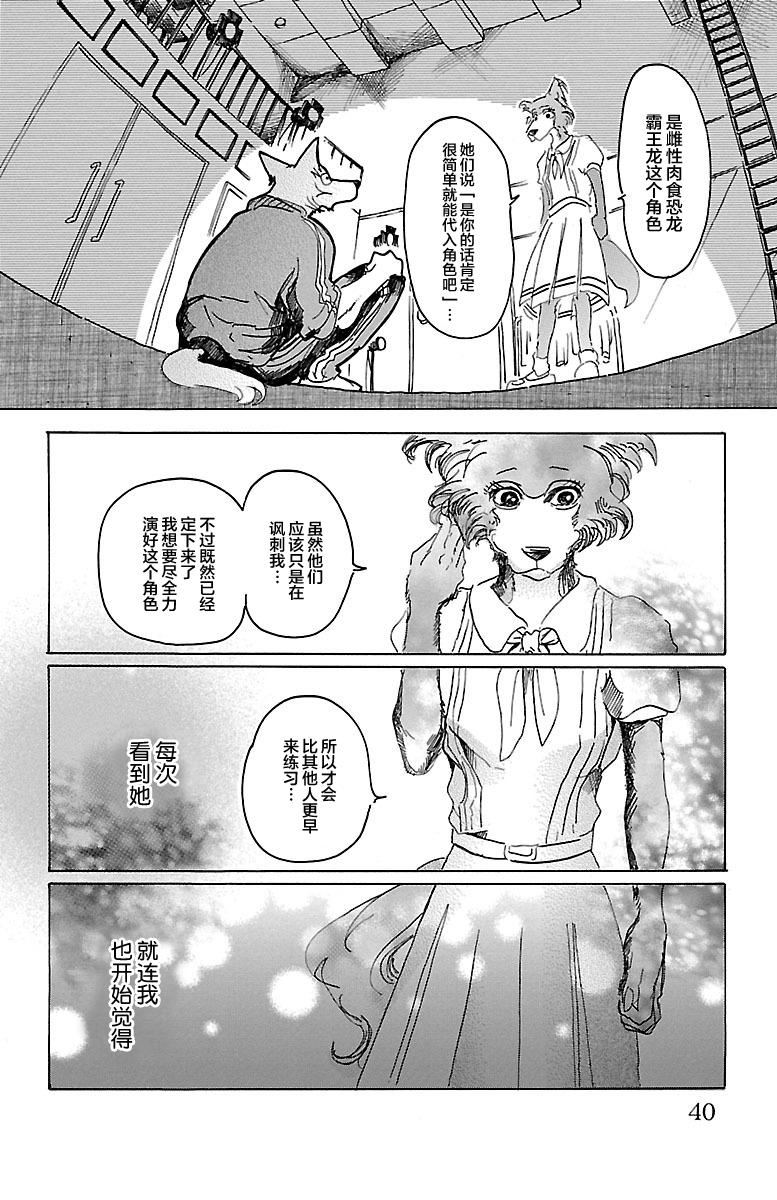 是雌性肉食恐龙
霸王龙这个角色
她们说「是你的话肯定
很简单就能代入角色吧」…
虽然他们
应该只是在
讽刺我…
不过既然已经
定下来了
我想要尽全力
演好这个角色
所以才会
比其他人更早
来练习…
每次
看到她
就连我
也开始觉得
40